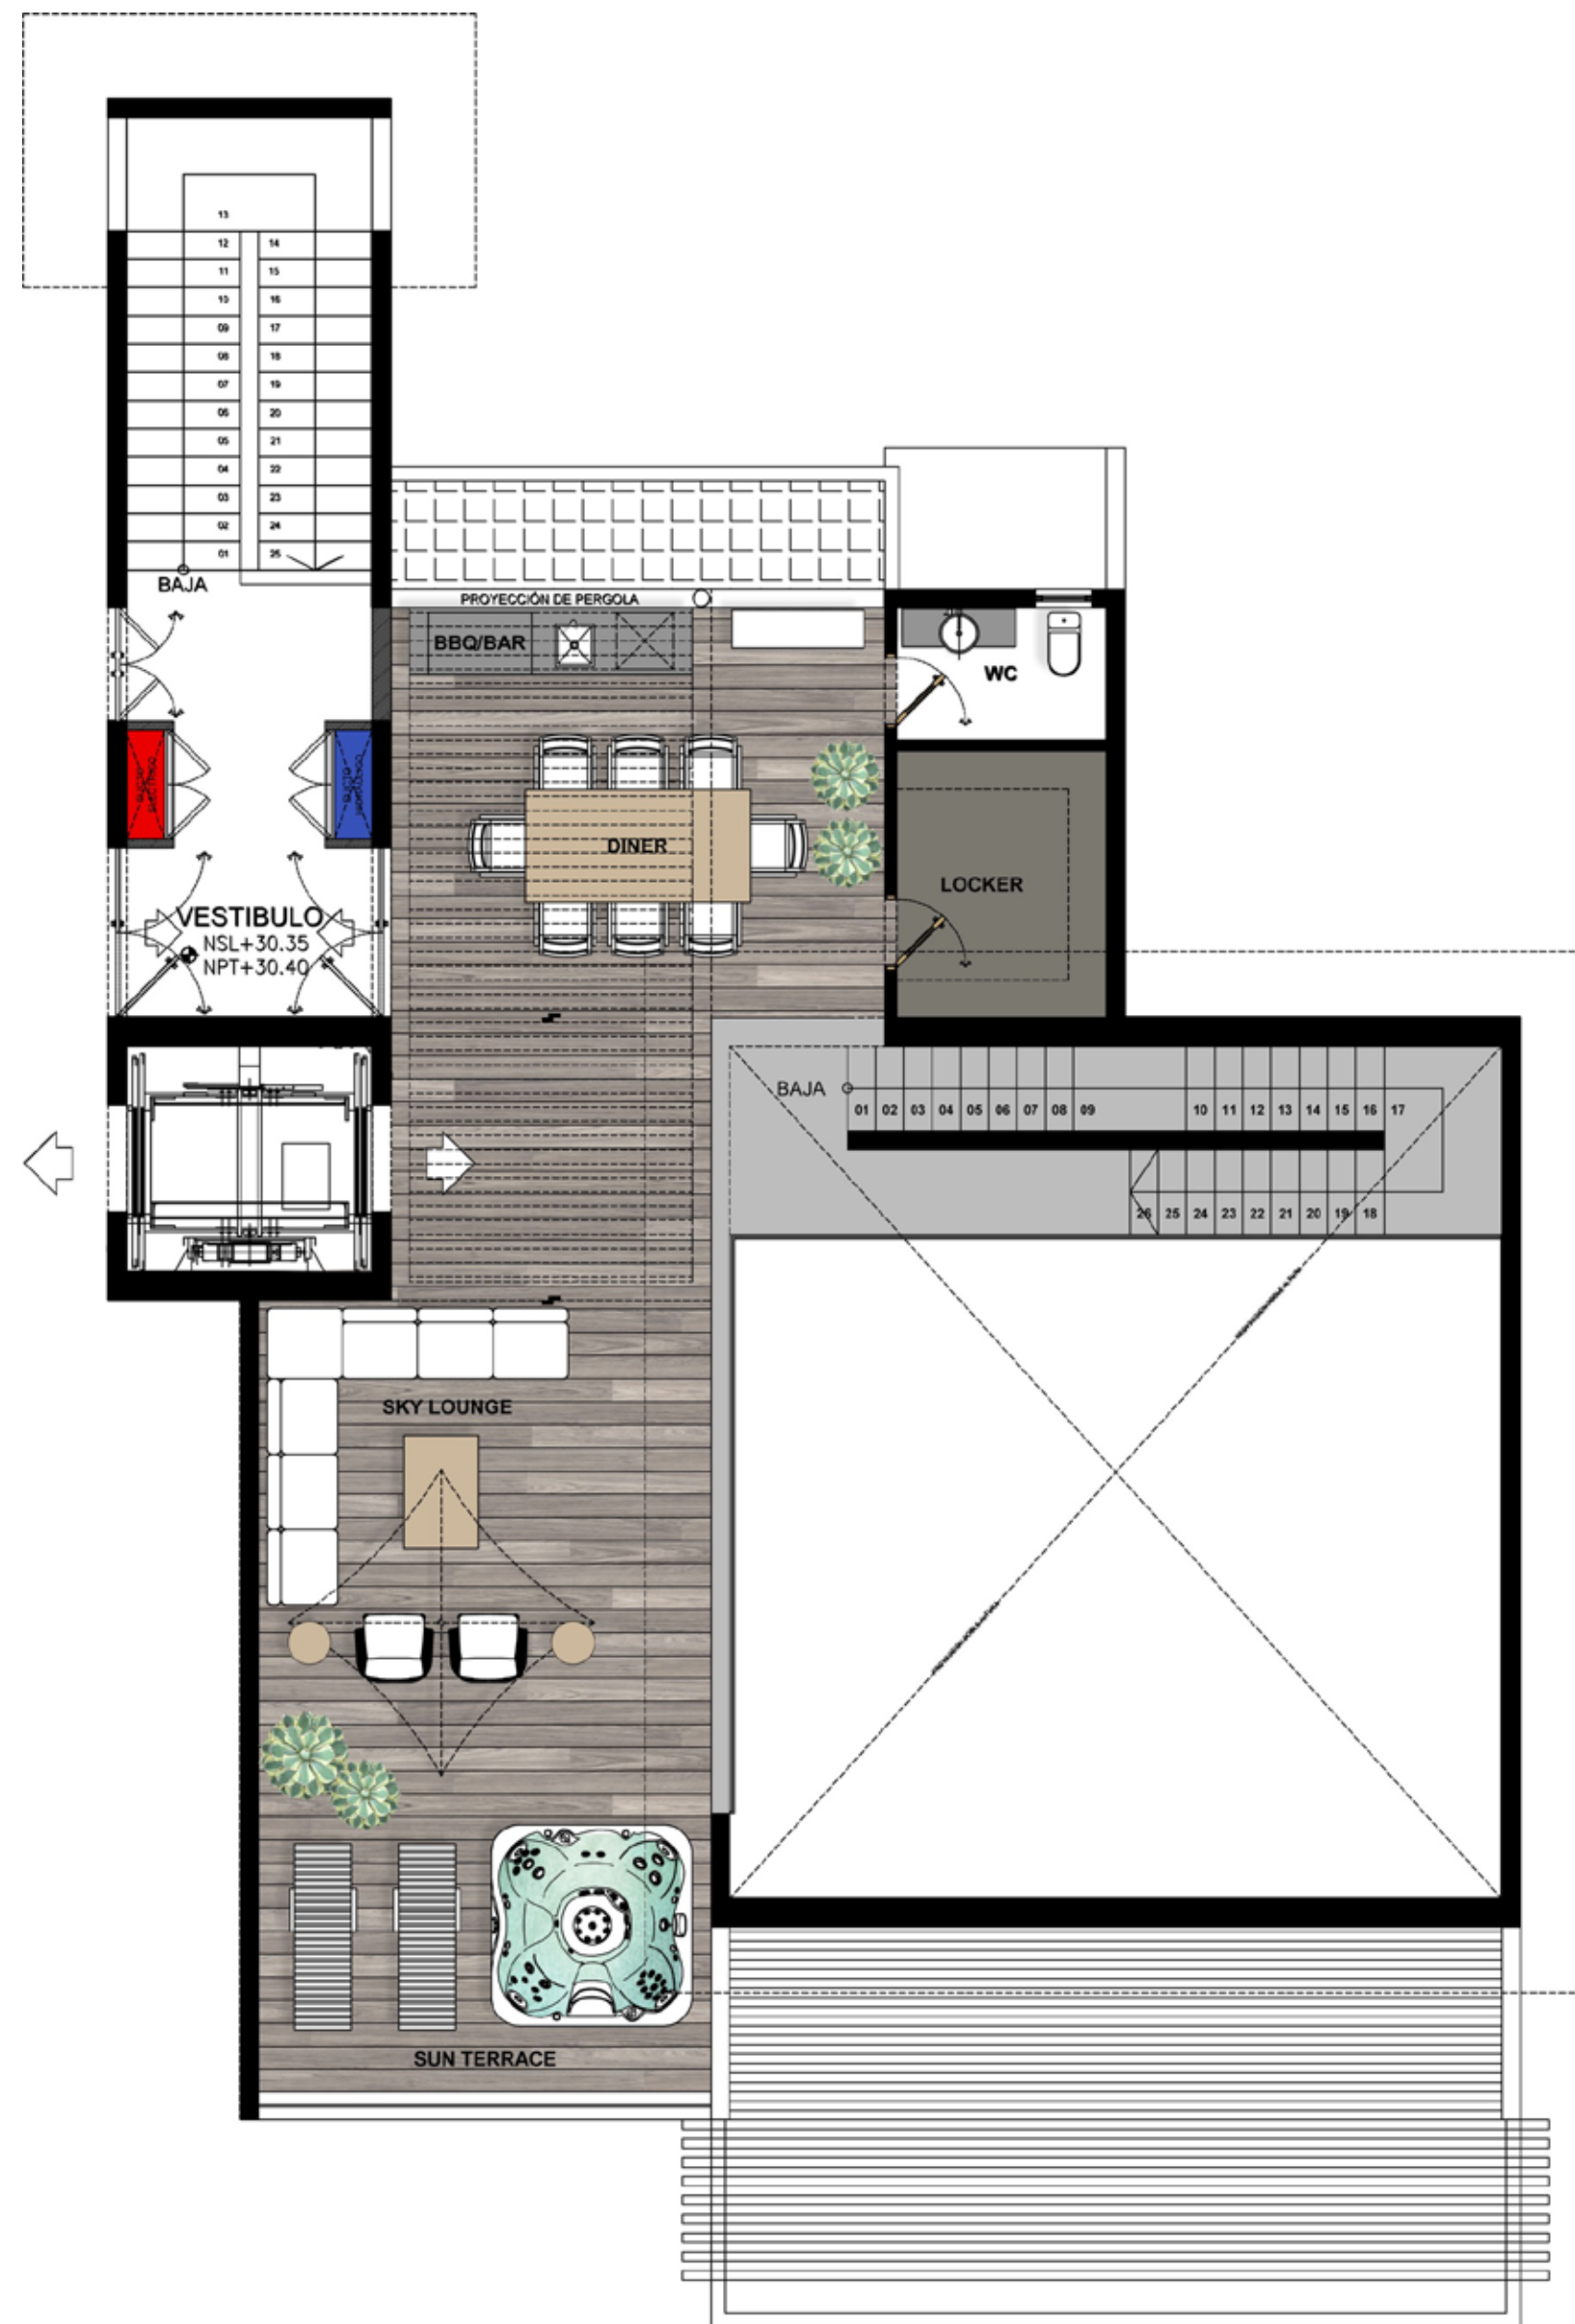 13
12 14
11 15
10 16
09 17
08 18
07 19
06 20
05 21
04 22
03 23
02 24
01 25
BAJA
PROYECCIÓN DE PERGOLA
BBQ/BAR
WC
DINER
LOCKER
VESTIBULO
NSL+30.35
NPT+30.40
BAJA
01 02 03 04 05 06 07 08 09 10 11 12 13 14 15 16 17
26 25 24 23 22 21 20 19 18
SKY LOUNGE
SUN TERRACE